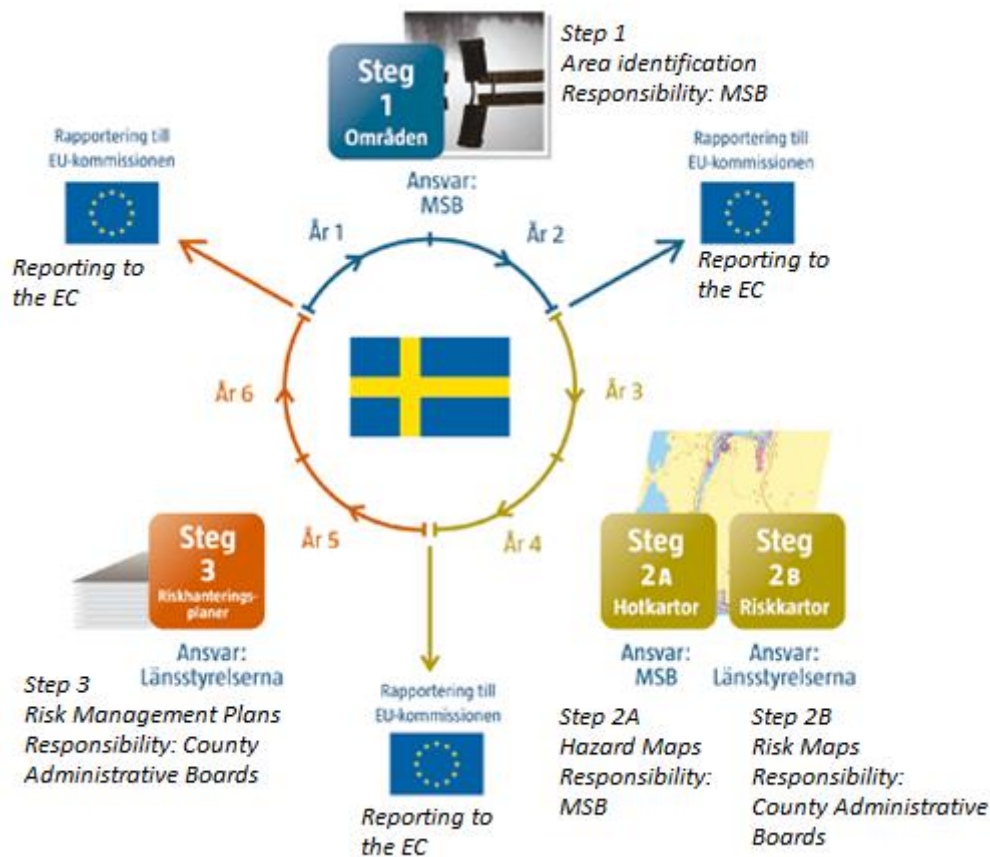 Steg
1
Områden
Step 1
Area identification
Responsibility: MSB
Ansvar:
MSB
Rapportering till
EU-kommissionen
Reporting to
the EC
Rapportering till
EU-kommissionen
Reporting to
the EC
År 1
År 2
År 3
År 4
År 5
År 6
Steg
2A
Hotkartor
Steg
2B
Riskkartor
Ansvar:
MSB
Ansvar:
Länsstyrelserna
Step 2A
Hazard Maps
Responsibility:
MSB
Step 2B
Risk Maps
Responsibility:
County Administrative
Boards
Rapportering till
EU-kommissionen
Reporting to
the EC
Steg
3
Riskhanterings-
planer
Ansvar:
Länsstyrelserna
Step 3
Risk Management Plans
Responsibility: County
Administrative Boards